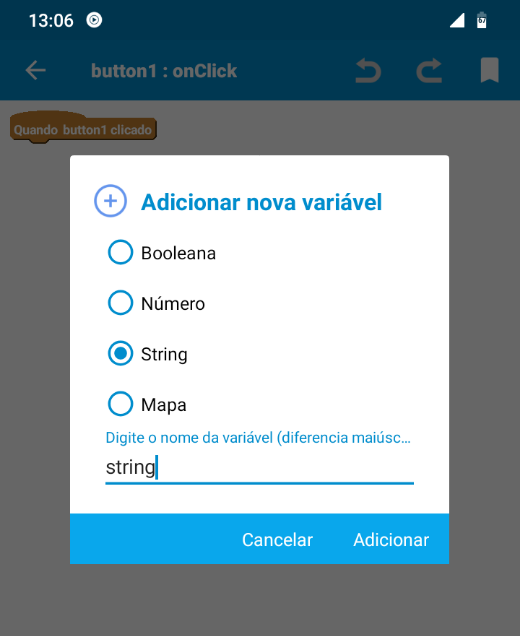 13:06
button1 : onClick
Quando button1 clicado
Adicionar nova variável
Booleana
Número
String
Mapa
Digite o nome da variável (diferencia maiúsc...
string
Cancelar Adicionar